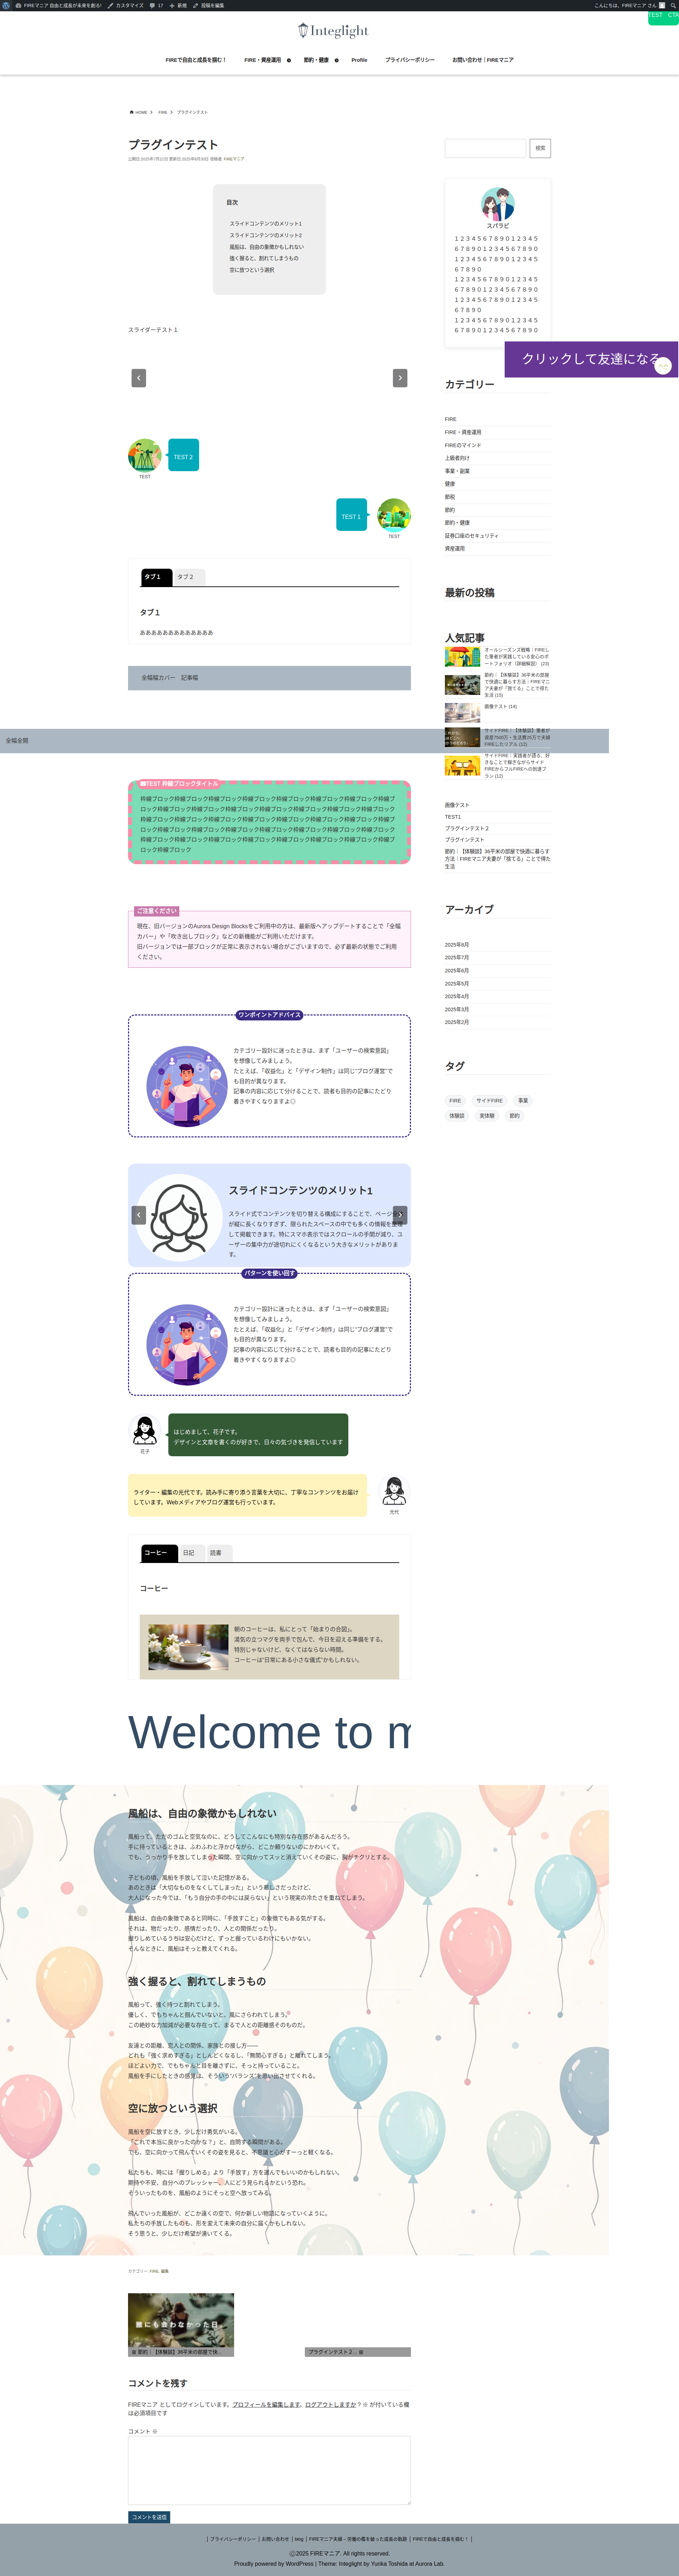 FIREマニア 自由と成長が未来を創る!
カスタマイズ
17
新規
投稿を編集
こんにちは、FIREマニア さん
TEST CTA
Integlight
FIREで自由と成長を掴む！
FIRE・資産運用
節約・健康
Profile
プライバシーポリシー
お問い合わせ｜FIREマニア
HOME
FIRE
プラグインテスト
プラグインテスト
目次
スライドコンテンツのメリット1
スライドコンテンツのメリット2
風船は、自由の象徴かもしれない
強く握ると、割れてしまうもの
空に放つという選択
スライダーテスト１
TEST２
TEST
TEST１
TEST
タブ１
タブ２
タブ１
あああああああああああああ
全幅幅カバー　記事幅
全幅全開
TEST 枠線ブロックタイトル
枠線ブロック枠線ブロック枠線ブロック枠線ブロック枠線ブロック枠線ブロック枠線ブロック枠線ブ
ロック枠線ブロック枠線ブロック枠線ブロック枠線ブロック枠線ブロック枠線ブロック枠線ブロック
枠線ブロック枠線ブロック枠線ブロック枠線ブロック枠線ブロック枠線ブロック枠線ブロック枠線ブ
ロック枠線ブロック枠線ブロック枠線ブロック枠線ブロック枠線ブロック枠線ブロック枠線ブロック
枠線ブロック枠線ブロック枠線ブロック枠線ブロック枠線ブロック枠線ブロック枠線ブロック枠線ブ
ロック枠線ブロック
ご注意ください
現在、旧バージョンのAurora Design Blocksをご利用中の方は、最新版へアップデートすることで「全幅
カバー」や「吹き出しブロック」などの新機能がご利用いただけます。
旧バージョンでは一部ブロックが正常に表示されない場合がございますので、必ず最新の状態でご利用
ください。
ワンポイントアドバイス
カテゴリー設計に迷ったときは、まず「ユーザーの検索意図」
を想像してみましょう。
たとえば、「収益化」と「デザイン制作」は同じ“ブログ運営”で
も目的が異なります。
記事の内容に応じて分けることで、読者も目的の記事にたどり
着きやすくなりますよ◎
スライドコンテンツのメリット1
スライド式でコンテンツを切り替える構成にすることで、ページ全体
が縦に長くなりすぎず、限られたスペースの中でも多くの情報を整理
して掲載できます。特にスマホ表示ではスクロールの手間が減り、ユ
ーザーの集中力が途切れにくくなるという大きなメリットがありま
す。
パターンを使い回す
カテゴリー設計に迷ったときは、まず「ユーザーの検索意図」
を想像してみましょう。
たとえば、「収益化」と「デザイン制作」は同じ“ブログ運営”で
も目的が異なります。
記事の内容に応じて分けることで、読者も目的の記事にたどり
着きやすくなりますよ◎
花子
はじめまして、花子です。
デザインと文章を書くのが好きで、日々の気づきを発信しています
ライター・編集の元代です。読み手に寄り添う言葉を大切に、丁寧なコンテンツをお届け
しています。Webメディアやブログ運営も行っています。
元代
コーヒー
日記
読書
コーヒー
朝のコーヒーは、私にとって「始まりの合図」。
湯気の立つマグを両手で包んで、今日を迎える準備をする。
特別じゃないけど、なくてはならない時間。
コーヒーは“日常にある小さな儀式”かもしれない。
Welcome to m
風船は、自由の象徴かもしれない
風船って、ただのゴムと空気なのに、どうしてこんなにも特別な存在感があるんだろう。
手に持っているときは、ふわふわと浮かびながら、どこか頼りないのにかわいくて。
でも、うっかり手を放してしまった瞬間、空に向かってスッと消えていくその姿に、胸がチクリとする。
子どもの頃、風船を手放して泣いた記憶がある。
あのときは「大切なものをなくしてしまった」という悲しさだったけど、
大人になった今では、「もう自分の手の中には戻らない」という現実の冷たさを重ねてしまう。
風船は、自由の象徴であると同時に、「手放すこと」の象徴でもある気がする。
それは、物だったり、感情だったり、人との関係だったり。
握りしめているうちは安心だけど、ずっと握っているわけにもいかない。
そんなときに、風船はそっと教えてくれる。
強く握ると、割れてしまうもの
風船って、強く持つと割れてしまう。
優しく、でもちゃんと掴んでいないと、風にさらわれてしまう。
この絶妙な力加減が必要な存在って、まるで人との距離感そのものだ。
友達との距離、恋人との関係、家族との接し方――
どれも「強く求めすぎる」としんどくなるし、「無関心すぎる」と離れてしまう。
ほどよい力で、でもちゃんと目を離さずに、そっと持っていること。
風船を手にしたときの感覚は、そういう“バランス”を思い出させてくれる。
空に放つという選択
風船を空に放すとき、少しだけ勇気がいる。
「これで本当に良かったのかな？」と、自問する瞬間がある。
でも、空に向かって飛んでいくその姿を見ると、不思議と心がすーっと軽くなる。
私たちも、時には「握りしめる」より「手放す」方を選んでもいいのかもしれない。
期待や不安、自分へのプレッシャー、人にどう見られるかという恐れ。
そういったものを、風船のようにそっと空へ放ってみる。
飛んでいった風船が、どこか遠くの空で、何か新しい物語になっていくように。
私たちの手放したものも、形を変えて未来の自分に届くかもしれない。
そう思うと、少しだけ希望が湧いてくる。
カテゴリー: FIRE. 編集
誰にも会わなかった日。
節約｜【体験談】36平米の部屋で快...
プラグインテスト２...
コメントを残す
FIREマニア としてログインしています。プロフィールを編集します。ログアウトしますか？※ が付いている欄
は必須項目です
コメント ※
コメントを送信
検索
スパラビ
１２３４５６７８９０１２３４５
６７８９０１２３４５６７８９０
１２３４５６７８９０１２３４５
６７８９０
１２３４５６７８９０１２３４５
６７８９０１２３４５６７８９０
１２３４５６７８９０１２３４５
６７８９０
１２３４５６７８９０１２３４５
６７８９０１２３４５６７８９０
クリックして友達になる
カテゴリー
FIRE
FIRE・資産運用
FIREのマインド
上級者向け
事業・副業
健康
節税
節約
節約・健康
証券口座のセキュリティ
資産運用
最新の投稿
人気記事
オールシーズンズ戦略｜FIREし
た筆者が実践している安心のポ
ートフォリオ（詳細解説） (23)
節約｜【体験談】36平米の部屋
で快適に暮らす方法｜FIREマニ
ア夫妻が「捨てる」ことで得た
生活 (15)
画像テスト (14)
サイドFIRE｜【体験談】筆者が
資産7500万・生活費25万で夫婦
FIREしたリアル (12)
サイドFIRE｜実践者が語る、好
きなことで稼ぎながらサイド
FIREからフルFIREへの到達プ
ラン (12)
画像テスト
TEST1
プラグインテスト２
プラグインテスト
節約｜【体験談】36平米の部屋で快適に暮らす
方法｜FIREマニア夫妻が「捨てる」ことで得た
生活
アーカイブ
2025年8月
2025年7月
2025年6月
2025年5月
2025年4月
2025年3月
2025年2月
タグ
FIRE
サイドFIRE
事業
体験談
実体験
節約
プライバシーポリシー
お問い合わせ
blog
FIREマニア夫婦 – 労働の鑑を破った成長の軌跡
FIREで自由と成長を掴む！
Ⓒ2025 FIREマニア. All rights reserved.
Proudly powered by WordPress | Theme: Integlight by Yurika Toshida at Aurora Lab.